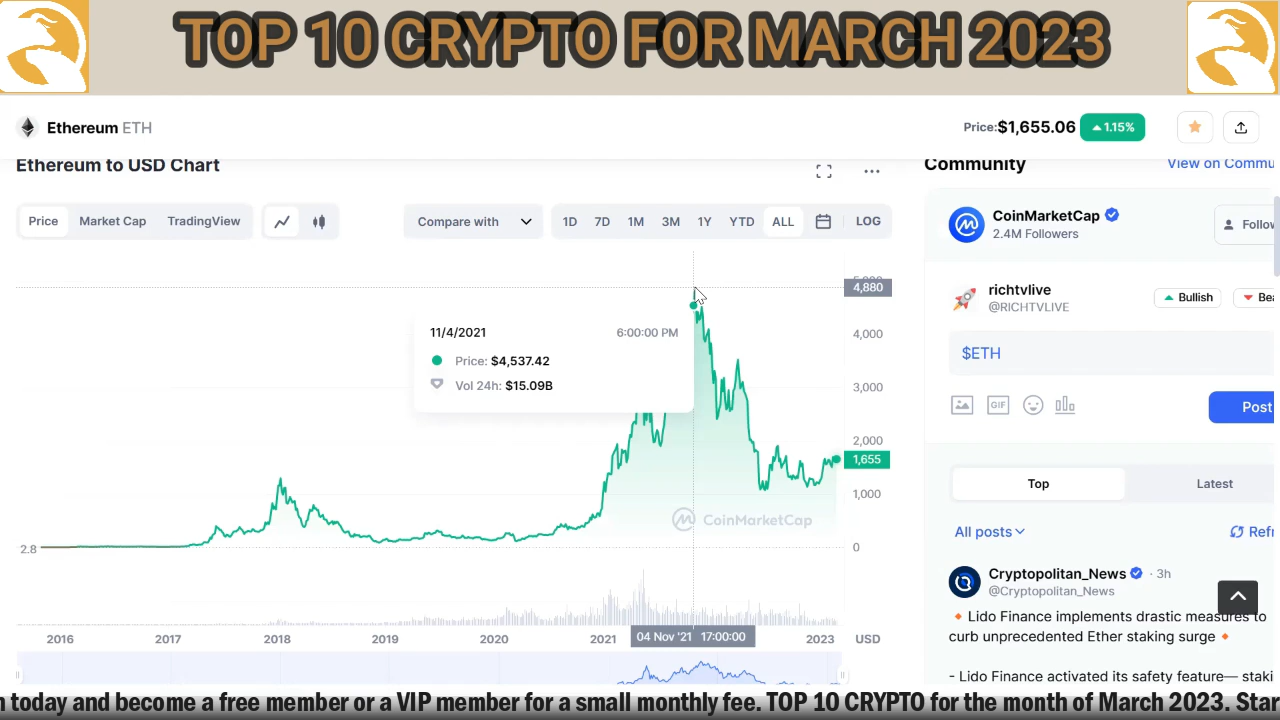 TOP 10 CRYPTO FOR MARCH 2023
Ethereum ETH
Price:$1,655.06 1.15%
Ethereum to USD Chart
Community
View on Commu
Price Market Cap TradingView
Compare with
1D 7D 1M 3M 1Y YTD ALL LOG
CoinMarketCap
2.4M Followers
Follow
richtvlive
@RICHTVLIVE
Bullish
Bea
$ETH
GIF
Post
Top
Latest
All posts
Refr
Cryptopolitan_News · 3h
@Cryptopolitan_News
Lido Finance implements drastic measures to
curb unprecedented Ether staking surge
- Lido Finance activated its safety feature— staki
5,000
4,880
4,000
3,000
2,000
1,655
1,000
0
11/4/2021 6:00:00 PM
Price: $4,537.42
Vol 24h: $15.09B
CoinMarketCap
2.8
2016 2017 2018 2019 2020 2021 04 Nov '21 17:00:00 2023 USD
n today and become a free member or a VIP member for a small monthly fee. TOP 10 CRYPTO for the month of March 2023. Star